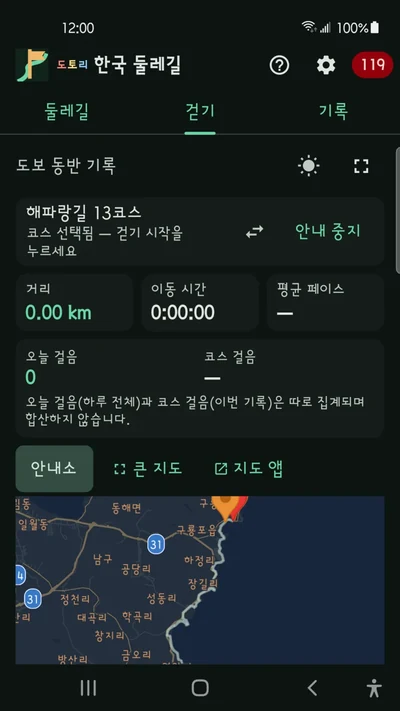 12:00
100%
도토리 한국 둘레길
119
둘레길 걷기 기록
도보 동반 기록
해파랑길 13코스
코스 선택됨 — 걷기 시작을
누르세요
안내 중지
거리 이동 시간 평균 페이스
0.00 km 0:00:00 —
오늘 걸음 코스 걸음
0 —
오늘 걸음(하루 전체)과 코스 걸음(이번 기록)은 따로 집계되며
합산하지 않습니다.
안내소 큰 지도 지도 앱
동해면
일월동
구룡포읍
31
남구
하정리
공당리
장길리
4
31
정천리
성동리
대곡리
학곡리
창지리
방산리
금오리